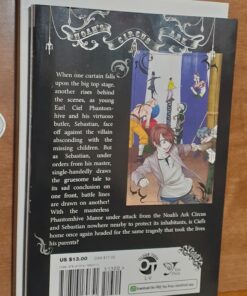 NOAH'S CIRCUS ARK
When one curtain falls
upon the big top stage,
another rises behind
the scenes, as young
Earl Ciel Phantom-
hive and his virtuoso
butler, Sebastian, face
off against the villain
absconding with the
missing children. But
as Sebastian, under
orders from his master,
single-handedly draws
the gruesome tale to
its sad conclusion on
one front, battle lines
are drawn on another!
With the masterless
Phantomhive Manor under attack from the Noah's Ark Circus
and Sebastian nowhere nearby to protect its inhabitants, is Ciel's
home once again headed for the same tragedy that took the lives
of his parents?
US $13.00
OT
LV